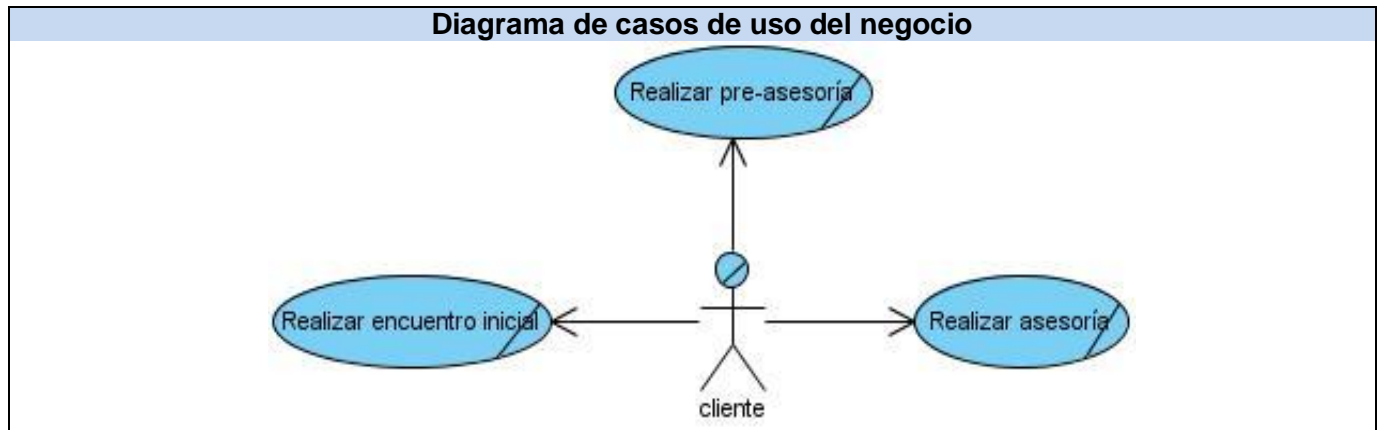 Diagrama de casos de uso del negocio
Realizar pre-asesoría
Realizar encuentro inicial
Realizar asesoría
cliente